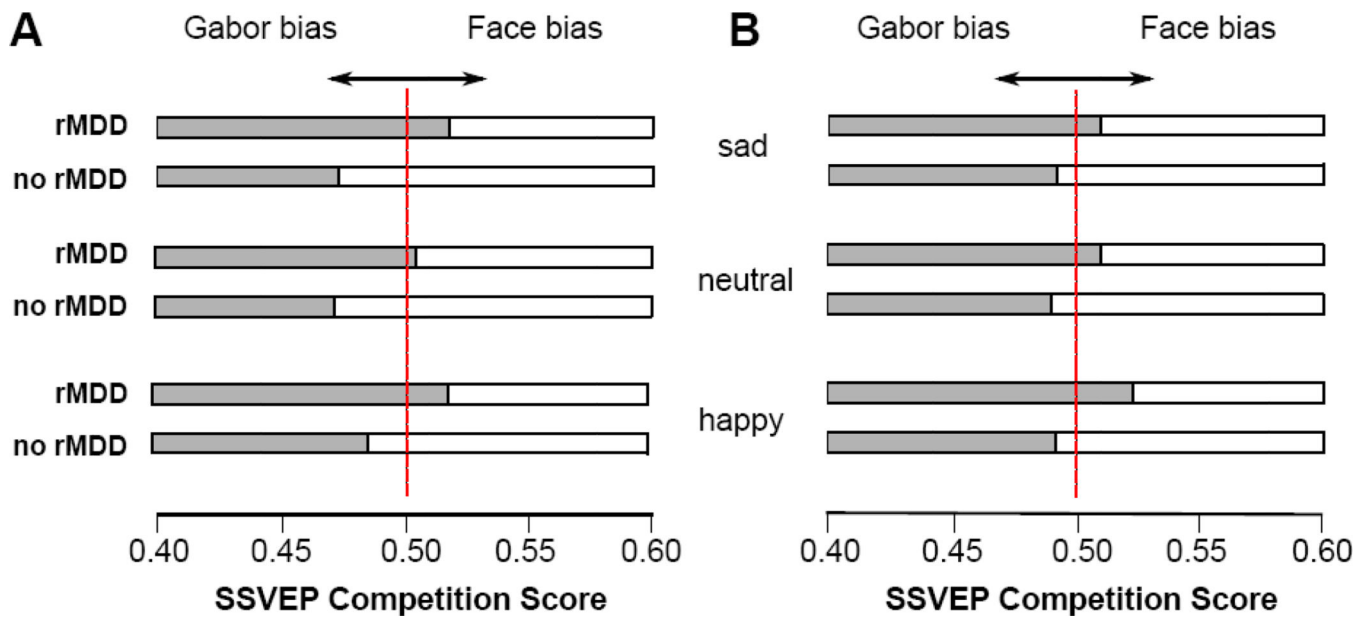 A
Gabor bias
Face bias
rMDD
no rMDD
rMDD
no rMDD
rMDD
no rMDD
0.40
0.45
0.50
0.55
0.60
SSVEP Competition Score
B
Gabor bias
Face bias
sad
neutral
happy
0.40
0.45
0.50
0.55
0.60
SSVEP Competition Score